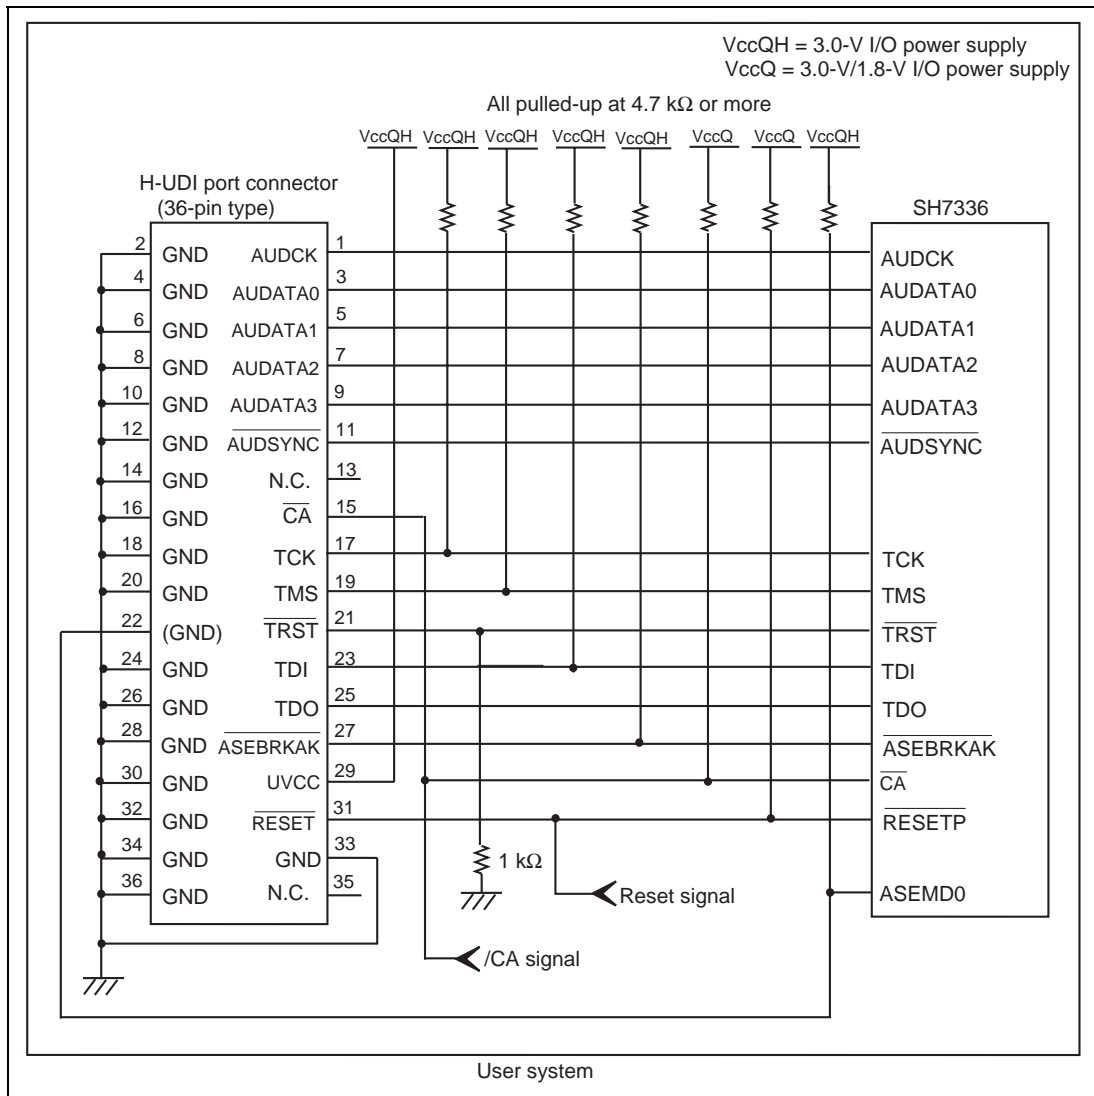 VccQH = 3.0-V I/O power supply
VccQ = 3.0-V/1.8-V I/O power supply
All pulled-up at 4.7 kΩ or more
VccQH VccQH VccQH VccQH VccQH VccQ VccQ VccQH
H-UDI port connector
(36-pin type)
SH7336
2 GND AUDCK 1 AUDCK
4 GND AUDATA0 3 AUDATA0
6 GND AUDATA1 5 AUDATA1
8 GND AUDATA2 7 AUDATA2
10 GND AUDATA3 9 AUDATA3
12 GND AUDSYNC 11 AUDSYNC
14 GND N.C. 13
16 GND CA 15
18 GND TCK 17 TCK
20 GND TMS 19 TMS
22 (GND) TRST 21 TRST
24 GND TDI 23 TDI
26 GND TDO 25 TDO
28 GND ASEBRKAK 27 ASEBRKAK
30 GND UVCC 29 CA
32 GND RESET 31 RESETP
34 GND GND 33 1 kΩ
36 GND N.C. 35 Reset signal ASEMD0
/CA signal
User system